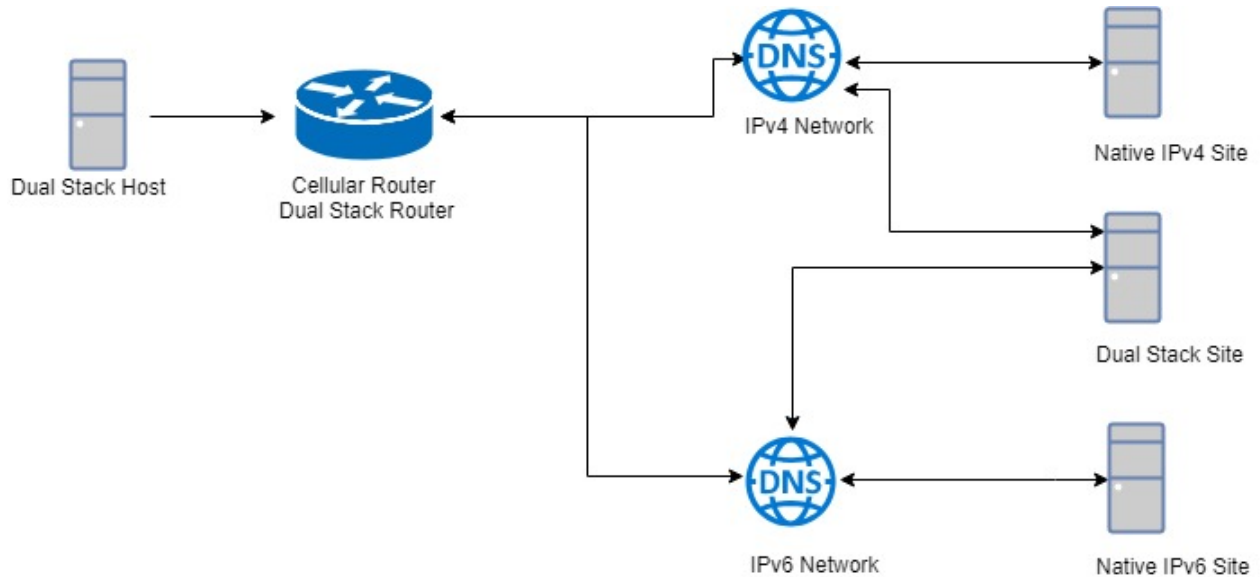 DNS
IPv4 Network
Native IPv4 Site
Dual Stack Host
Cellular Router
Dual Stack Router
Dual Stack Site
DNS
IPv6 Network
Native IPv6 Site